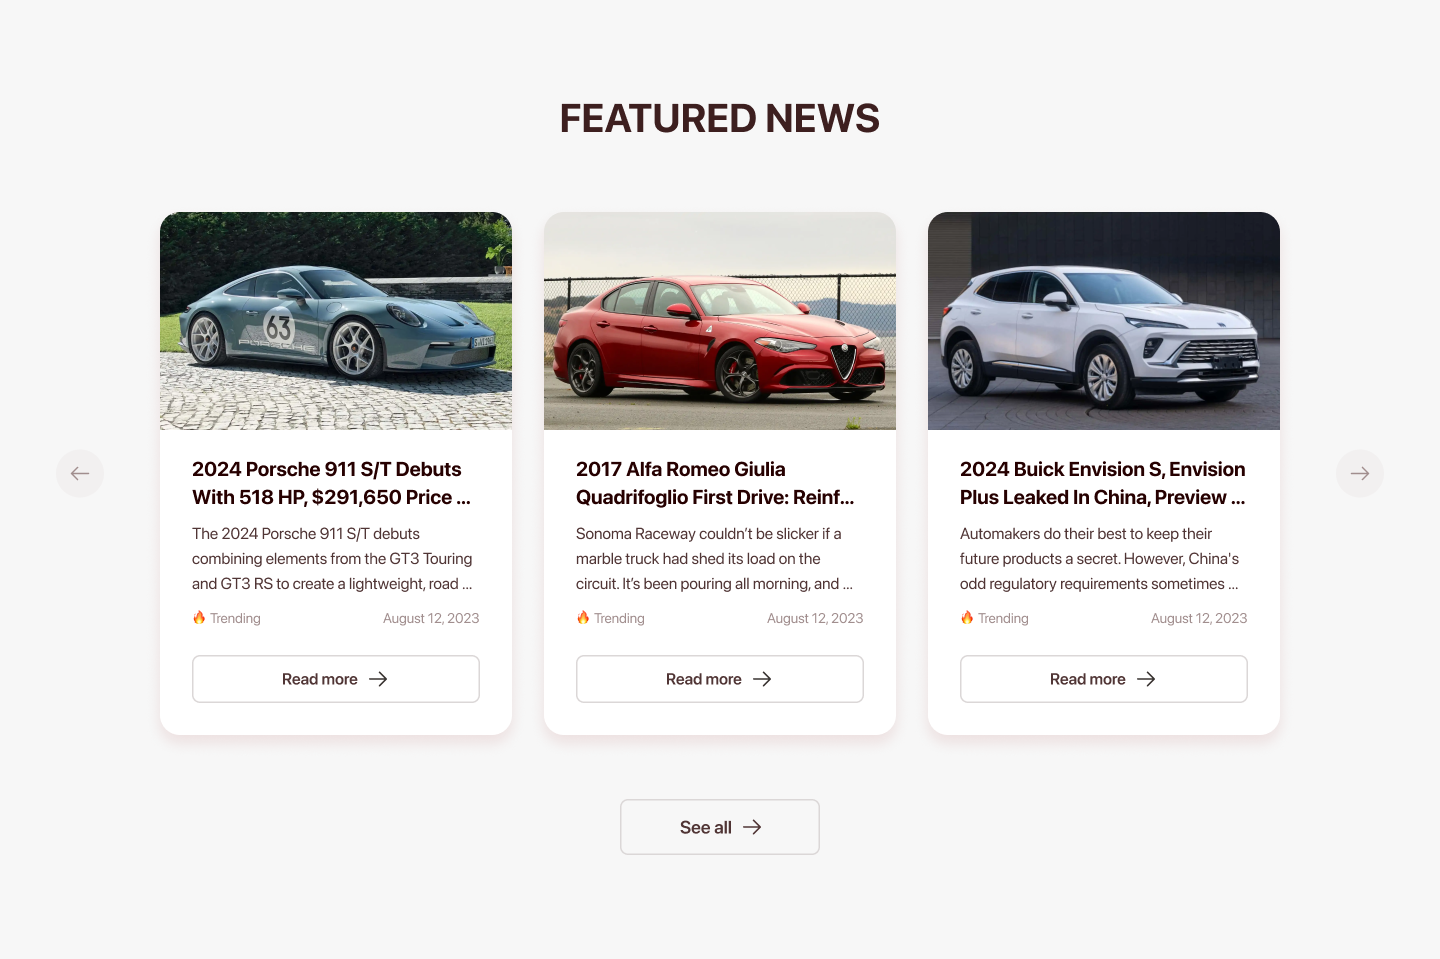 FEATURED NEWS
63
PORSCHE
2024 Porsche 911 S/T Debuts
With 518 HP, $291,650 Price ...
The 2024 Porsche 911 S/T debuts
combining elements from the GT3 Touring
and GT3 RS to create a lightweight, road ...
🔥 Trending
August 12, 2023
Read more
2017 Alfa Romeo Giulia
Quadrifoglio First Drive: Reinf...
Sonoma Raceway couldn’t be slicker if a
marble truck had shed its load on the
circuit. It’s been pouring all morning, and ...
🔥 Trending
August 12, 2023
Read more
2024 Buick Envision S, Envision
Plus Leaked In China, Preview ...
Automakers do their best to keep their
future products a secret. However, China's
odd regulatory requirements sometimes ...
🔥 Trending
August 12, 2023
Read more
See all